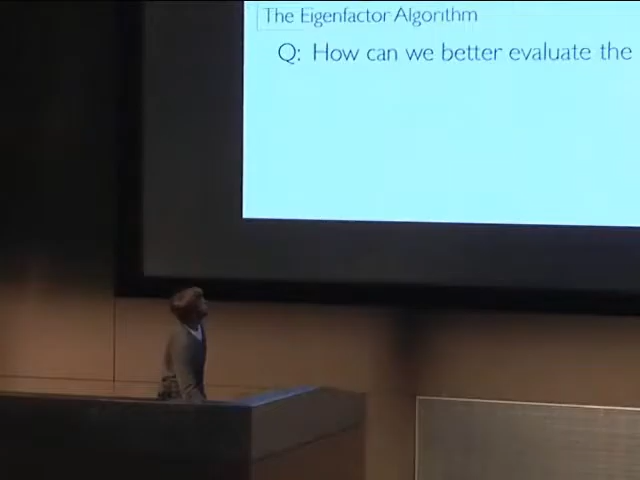 The Eigenfactor Algorithm
Q: How can we better evaluate the